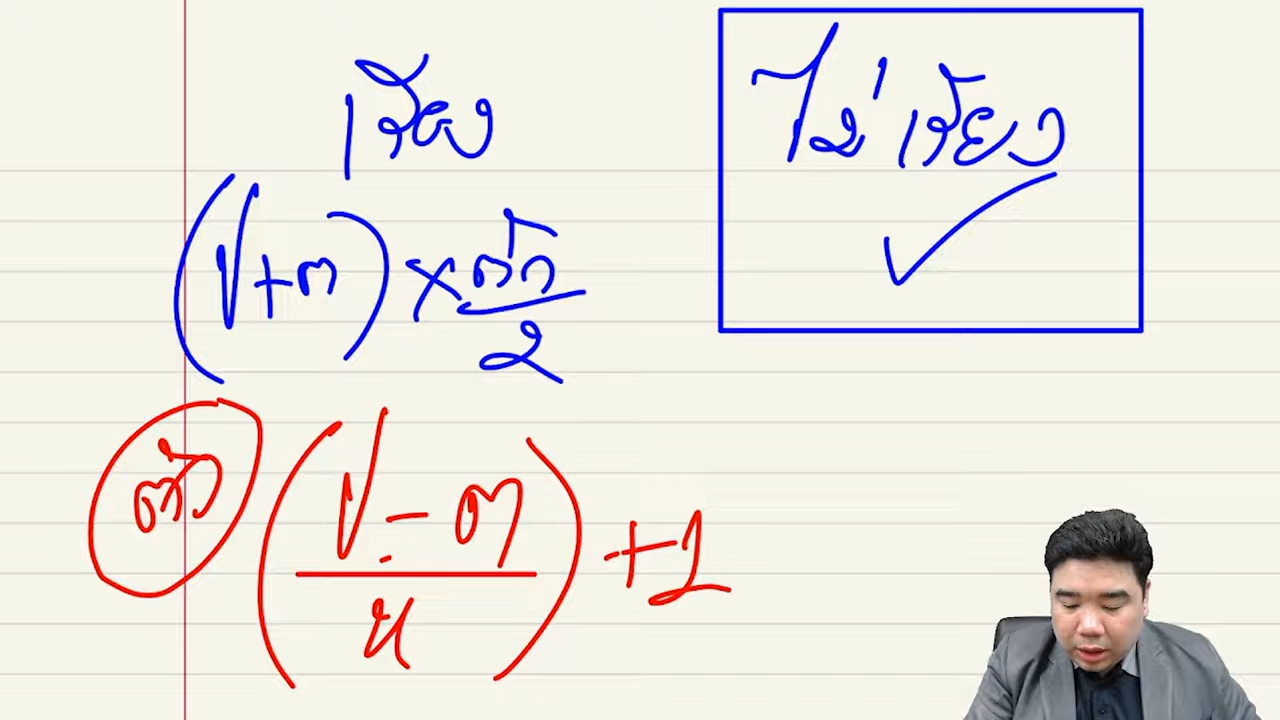 เรียง
ไม่เรียง
(ป+ต) × ตัว/2
ตัว (ป-ต/ห) +1